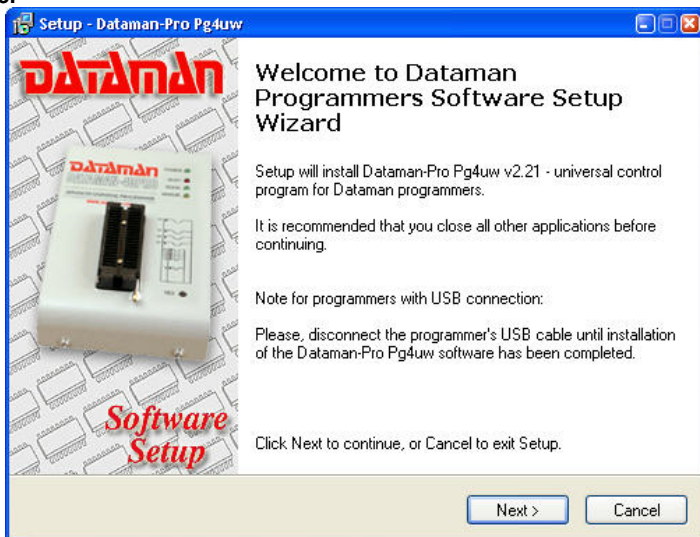 Setup - Dataman-Pro Pg4uw
DATAMAN
Welcome to Dataman
Programmers Software Setup
Wizard
DATAMAN
Setup will install Dataman-Pro Pg4uw v2.21 - universal control
program for Dataman programmers.
It is recommended that you close all other applications before
continuing.
Note for programmers with USB connection:
Please, disconnect the programmer's USB cable until installation
of the Dataman-Pro Pg4uw software has been completed.
Software
Setup
Click Next to continue, or Cancel to exit Setup.
Next >
Cancel